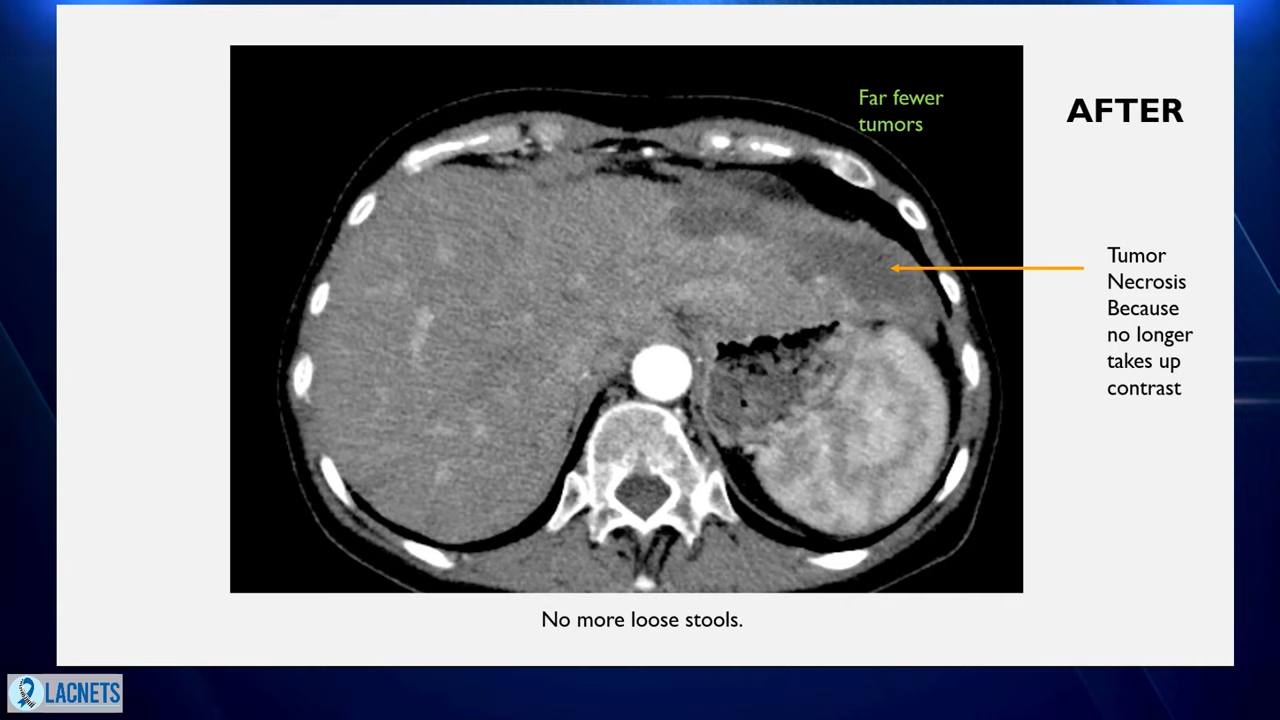 Far fewer
tumors
AFTER
Tumor
Necrosis
Because
no longer
takes up
contrast
No more loose stools.
LACNETS